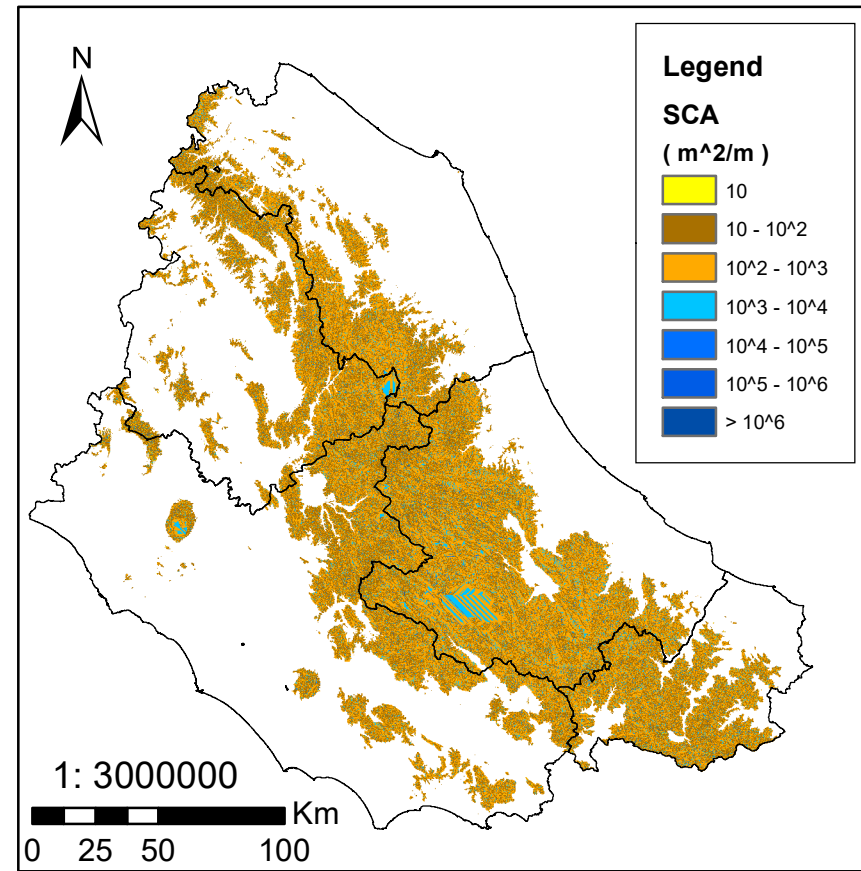 N
Legend
SCA
( m^2/m )
10
10 - 10^2
10^2 - 10^3
10^3 - 10^4
10^4 - 10^5
10^5 - 10^6
> 10^6
1: 3000000
Km
0 25 50 100